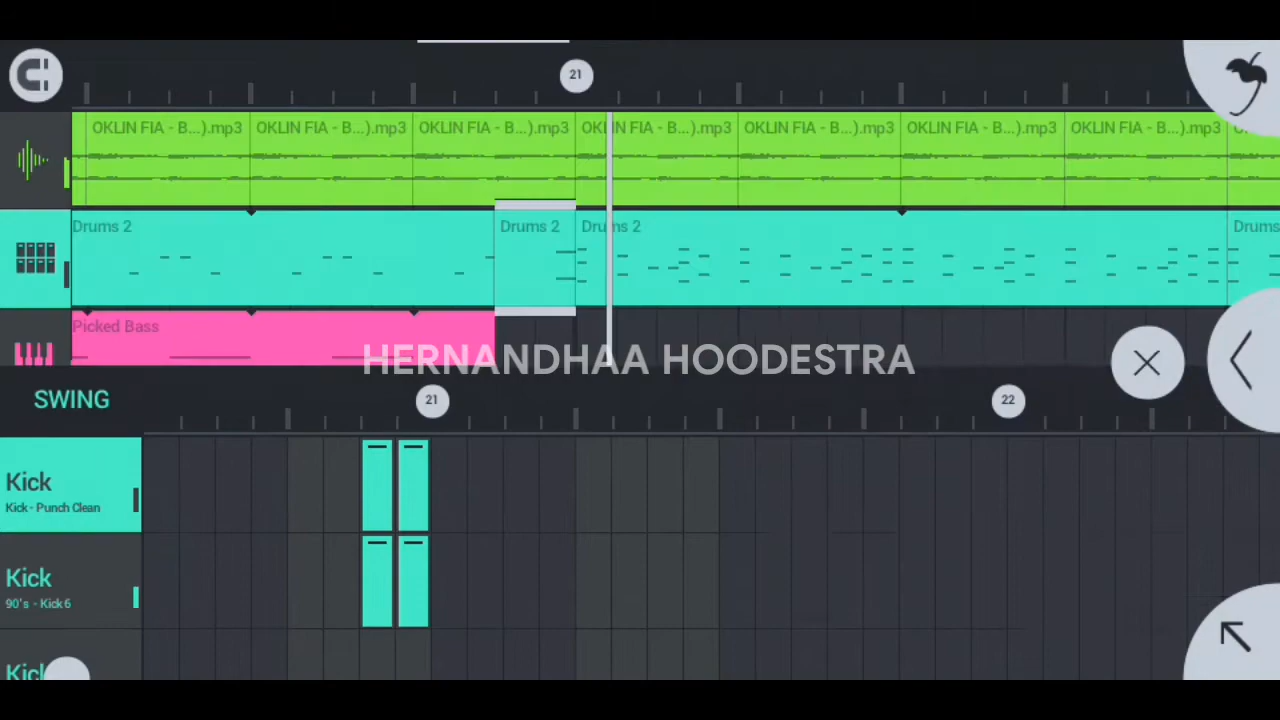 21
OKLIN FIA - B...).mp3 OKLIN FIA - B...).mp3 OKLIN FIA - B...).mp3 OKLIN FIA - B...).mp3 OKLIN FIA - B...).mp3 OKLIN FIA - B...).mp3 OKLIN FIA - B...).mp3
Drums 2 Drums 2 Drums 2 Drums
Picked Bass
HERNANDHAA HOODESTRA
SWING 21 22
Kick
Kick - Punch Clean
Kick
90's - Kick 6
Kick